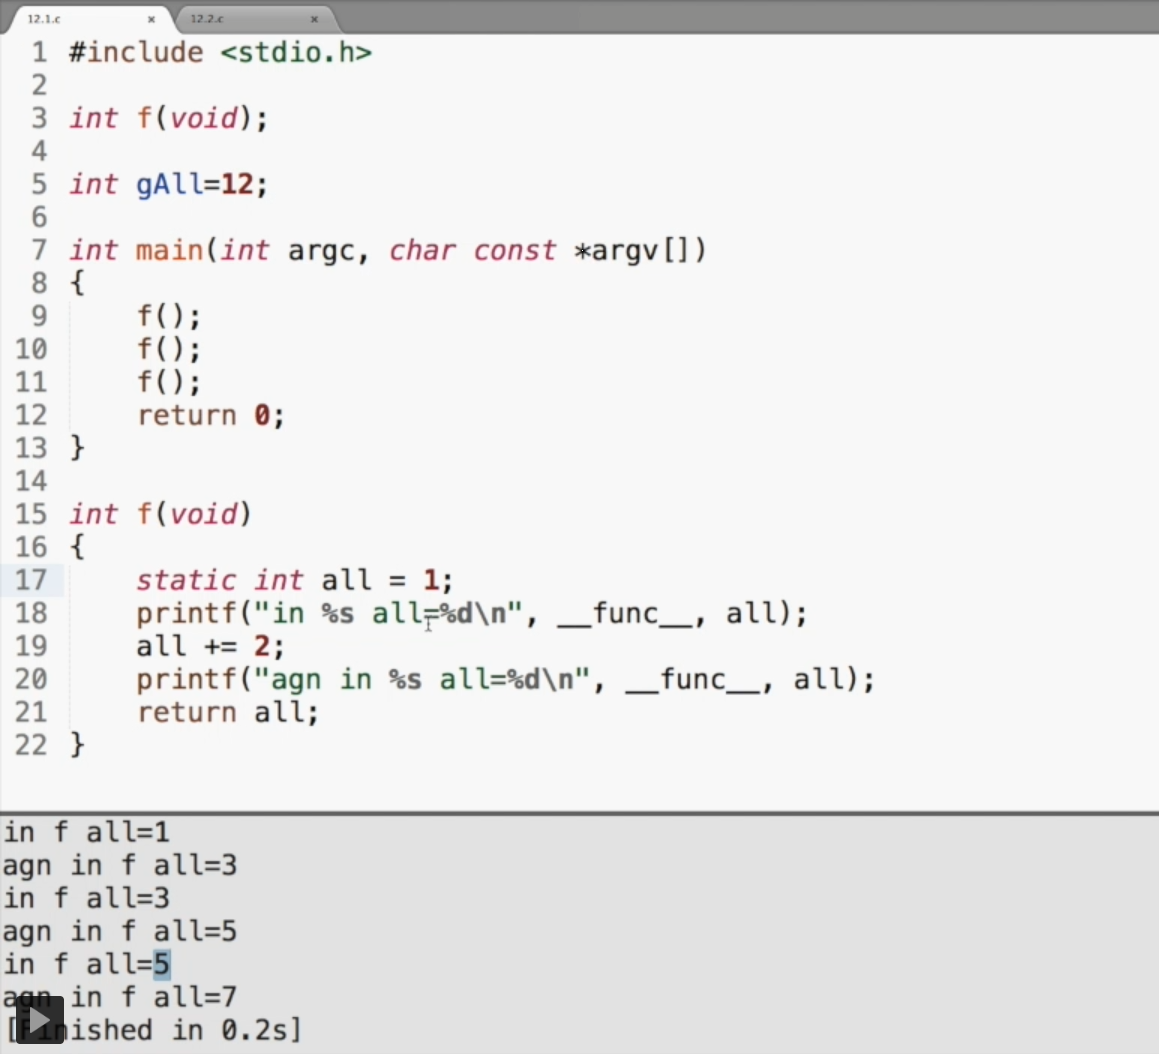 12.1.c × 12.2.c ×
1 #include <stdio.h>
2
3 int f(void);
4
5 int gAll=12;
6
7 int main(int argc, char const *argv[])
8 {
9 f();
10 f();
11 f();
12 return 0;
13 }
14
15 int f(void)
16 {
17 static int all = 1;
18 printf("in %s all=%d\n", __func__, all);
19 all += 2;
20 printf("agn in %s all=%d\n", __func__, all);
21 return all;
22 }
in f all=1
agn in f all=3
in f all=3
agn in f all=5
in f all=5
agn in f all=7
[Finished in 0.2s]